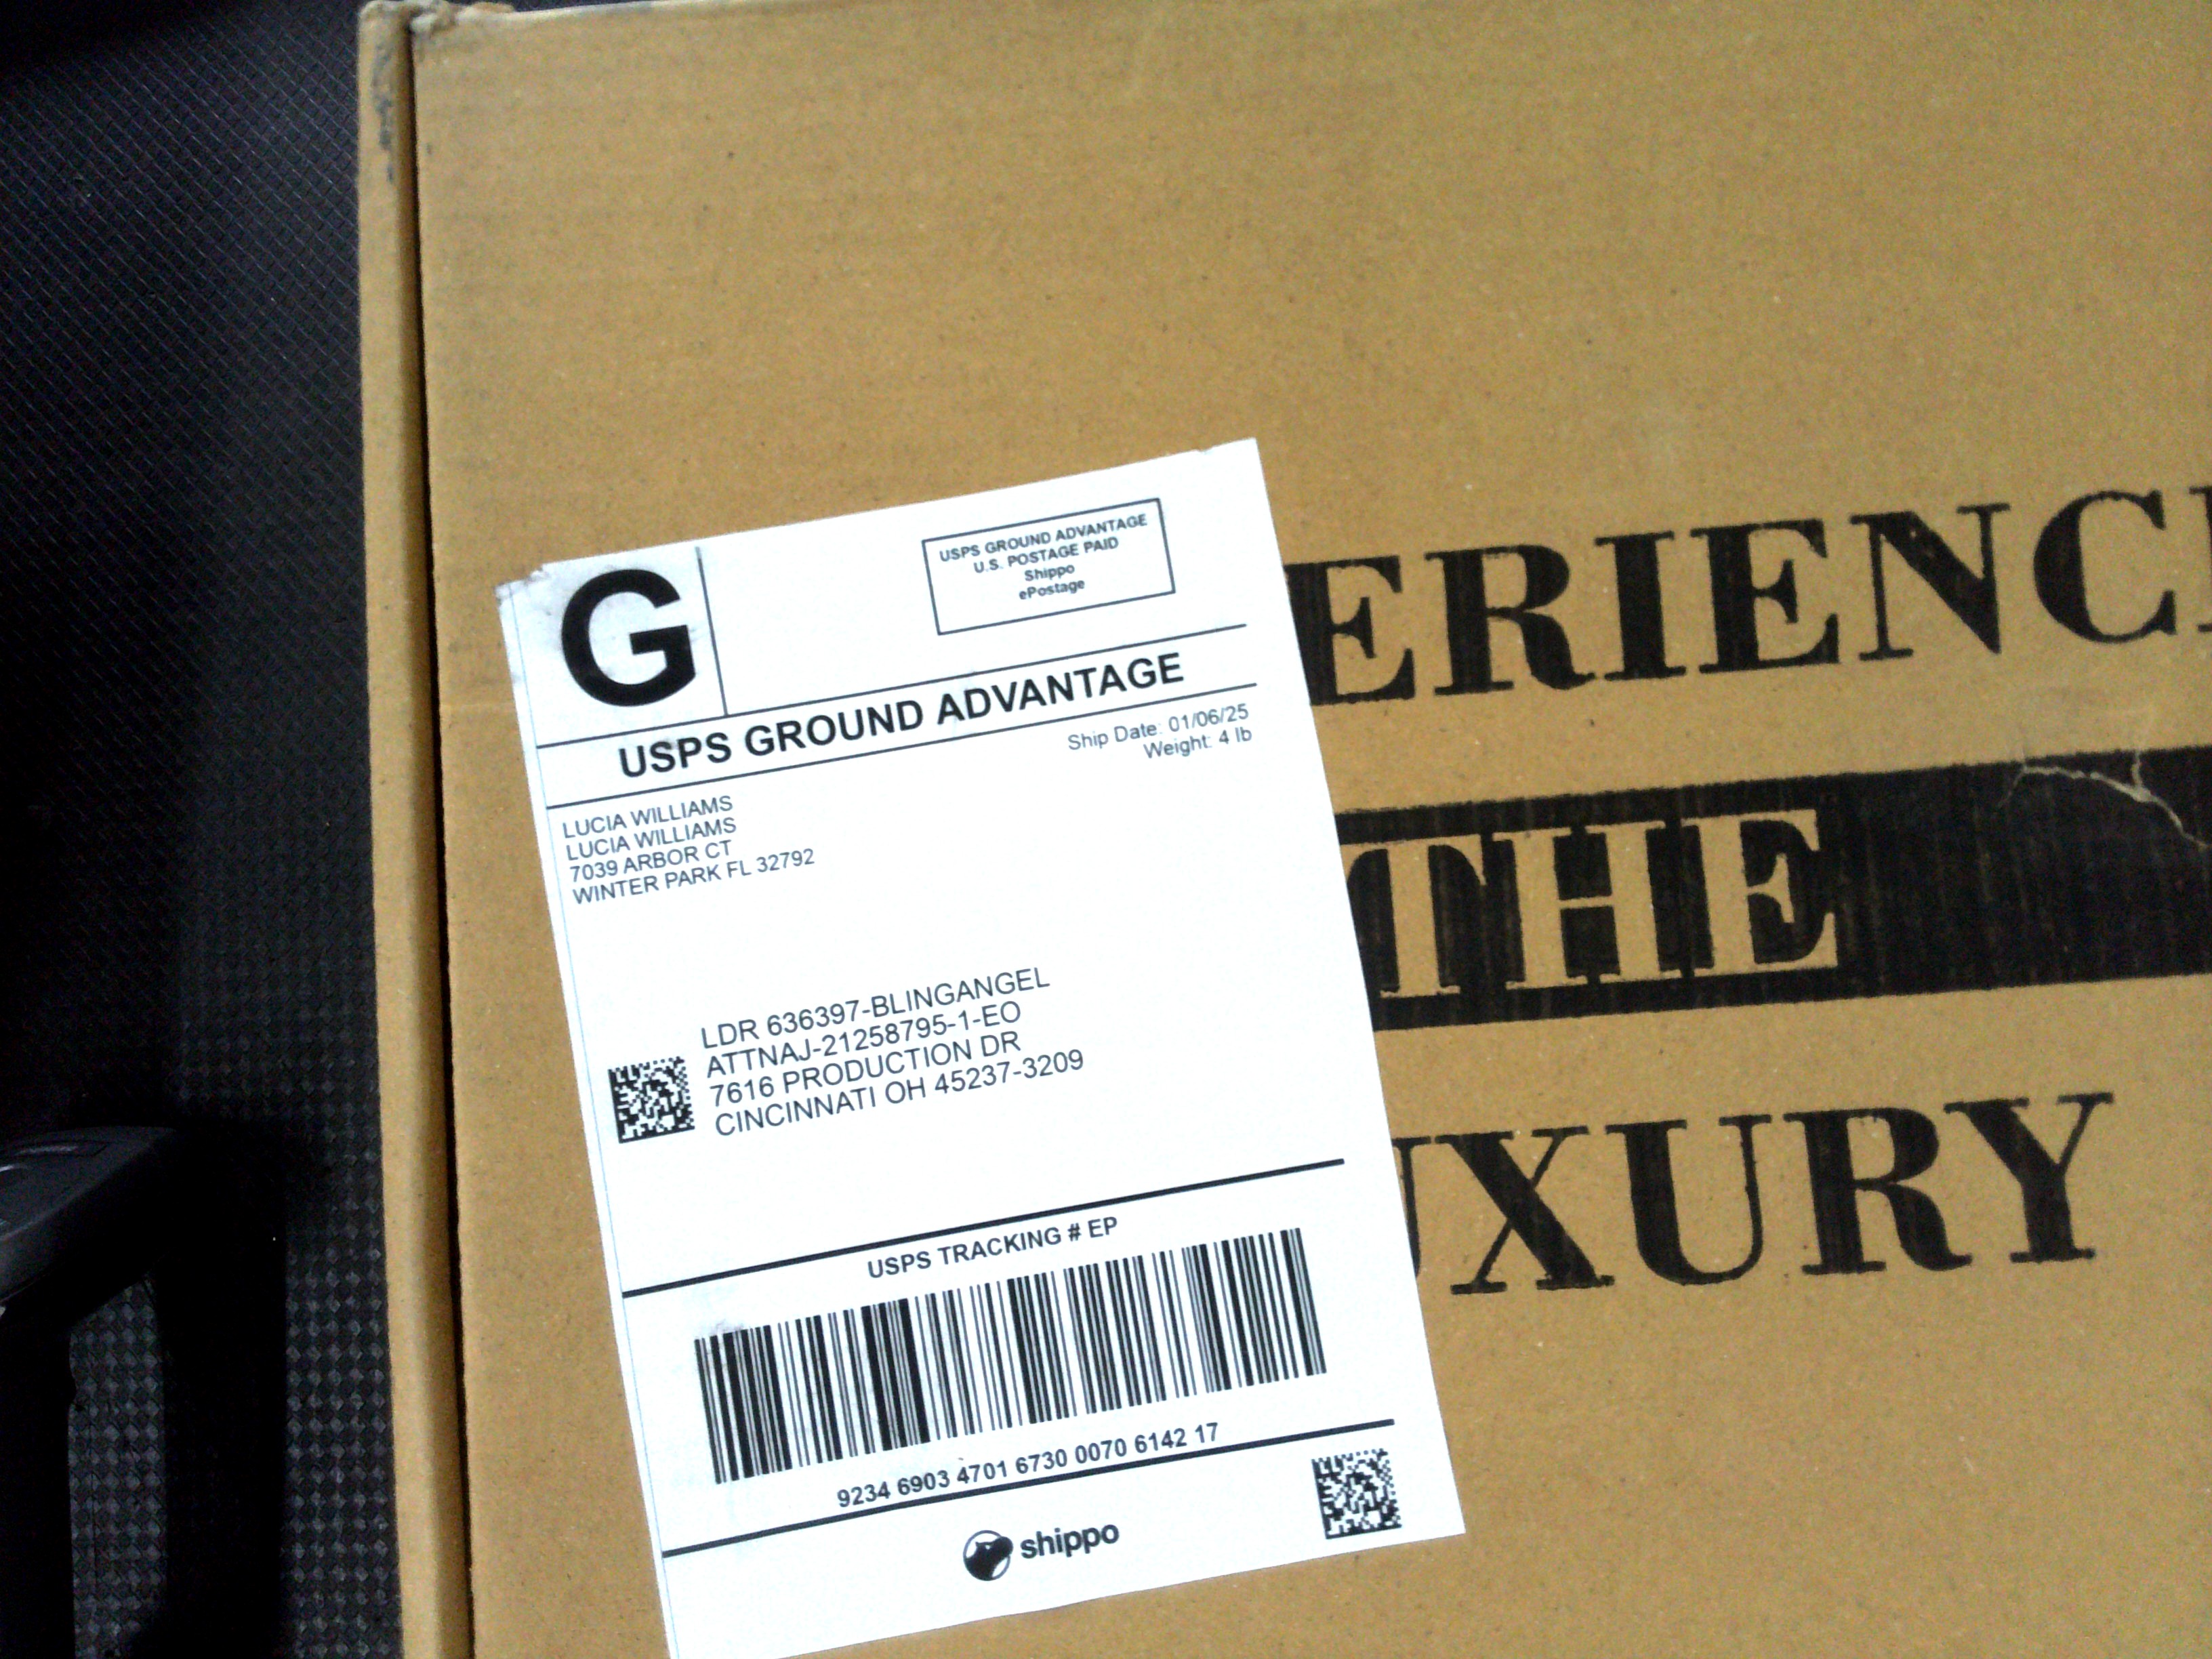 G
USPS GROUND ADVANTAGE
U.S. POSTAGE PAID
Shippo
ePostage
USPS GROUND ADVANTAGE
Ship Date: 01/06/25
Weight: 4 lb
LUCIA WILLIAMS
LUCIA WILLIAMS
7039 ARBOR CT
WINTER PARK FL 32792
LDR 636397-BLINGANGEL
ATTNAJ-21258795-1-EO
7616 PRODUCTION DR
CINCINNATI OH 45237-3209
USPS TRACKING # EP
9234 6903 4701 6730 0070 6142 17
shippo
ERIENC
THE
UXURY